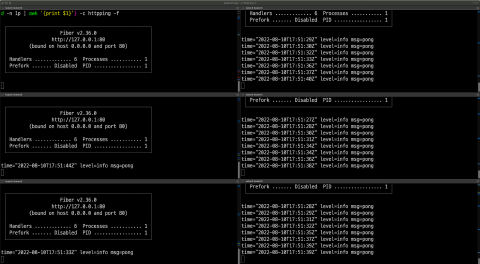 d -n lp | awk '{print $1}') -c httpping -f
Fiber v2.36.0
http://127.0.0.1:80
(bound on host 0.0.0.0 and port 80)
Handlers ............. 6 Processes ........... 1
Prefork ....... Disabled PID ................. 1
Fiber v2.36.0
http://127.0.0.1:80
(bound on host 0.0.0.0 and port 80)
Handlers ............. 6 Processes ........... 1
Prefork ....... Disabled PID ................. 1
time="2022-08-10T17:51:44Z" level=info msg=pong
Fiber v2.36.0
http://127.0.0.1:80
(bound on host 0.0.0.0 and port 80)
Handlers ............. 6 Processes ........... 1
Prefork ....... Disabled PID ................. 1
time="2022-08-10T17:51:33Z" level=info msg=pong
Handlers ............. 6 Processes ........... 1
Prefork ....... Disabled PID ................. 1
time="2022-08-10T17:51:29Z" level=info msg=pong
time="2022-08-10T17:51:30Z" level=info msg=pong
time="2022-08-10T17:51:32Z" level=info msg=pong
time="2022-08-10T17:51:33Z" level=info msg=pong
time="2022-08-10T17:51:36Z" level=info msg=pong
time="2022-08-10T17:51:37Z" level=info msg=pong
time="2022-08-10T17:51:40Z" level=info msg=pong
Prefork ....... Disabled PID ................. 1
time="2022-08-10T17:51:27Z" level=info msg=pong
time="2022-08-10T17:51:28Z" level=info msg=pong
time="2022-08-10T17:51:30Z" level=info msg=pong
time="2022-08-10T17:51:31Z" level=info msg=pong
time="2022-08-10T17:51:34Z" level=info msg=pong
time="2022-08-10T17:51:36Z" level=info msg=pong
time="2022-08-10T17:51:38Z" level=info msg=pong
Prefork ....... Disabled PID ................. 1
time="2022-08-10T17:51:28Z" level=info msg=pong
time="2022-08-10T17:51:29Z" level=info msg=pong
time="2022-08-10T17:51:31Z" level=info msg=pong
time="2022-08-10T17:51:32Z" level=info msg=pong
time="2022-08-10T17:51:35Z" level=info msg=pong
time="2022-08-10T17:51:37Z" level=info msg=pong
time="2022-08-10T17:51:39Z" level=info msg=pong